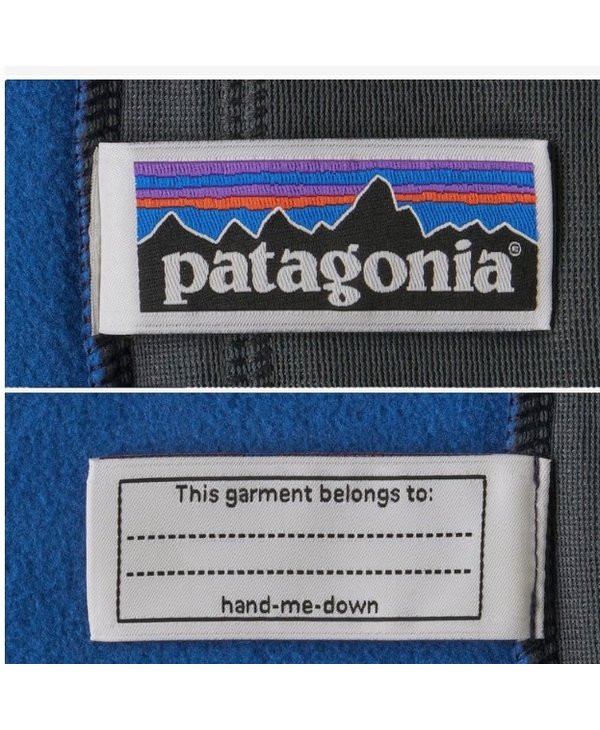 patagonia®
This garment belongs to:
hand-me-down